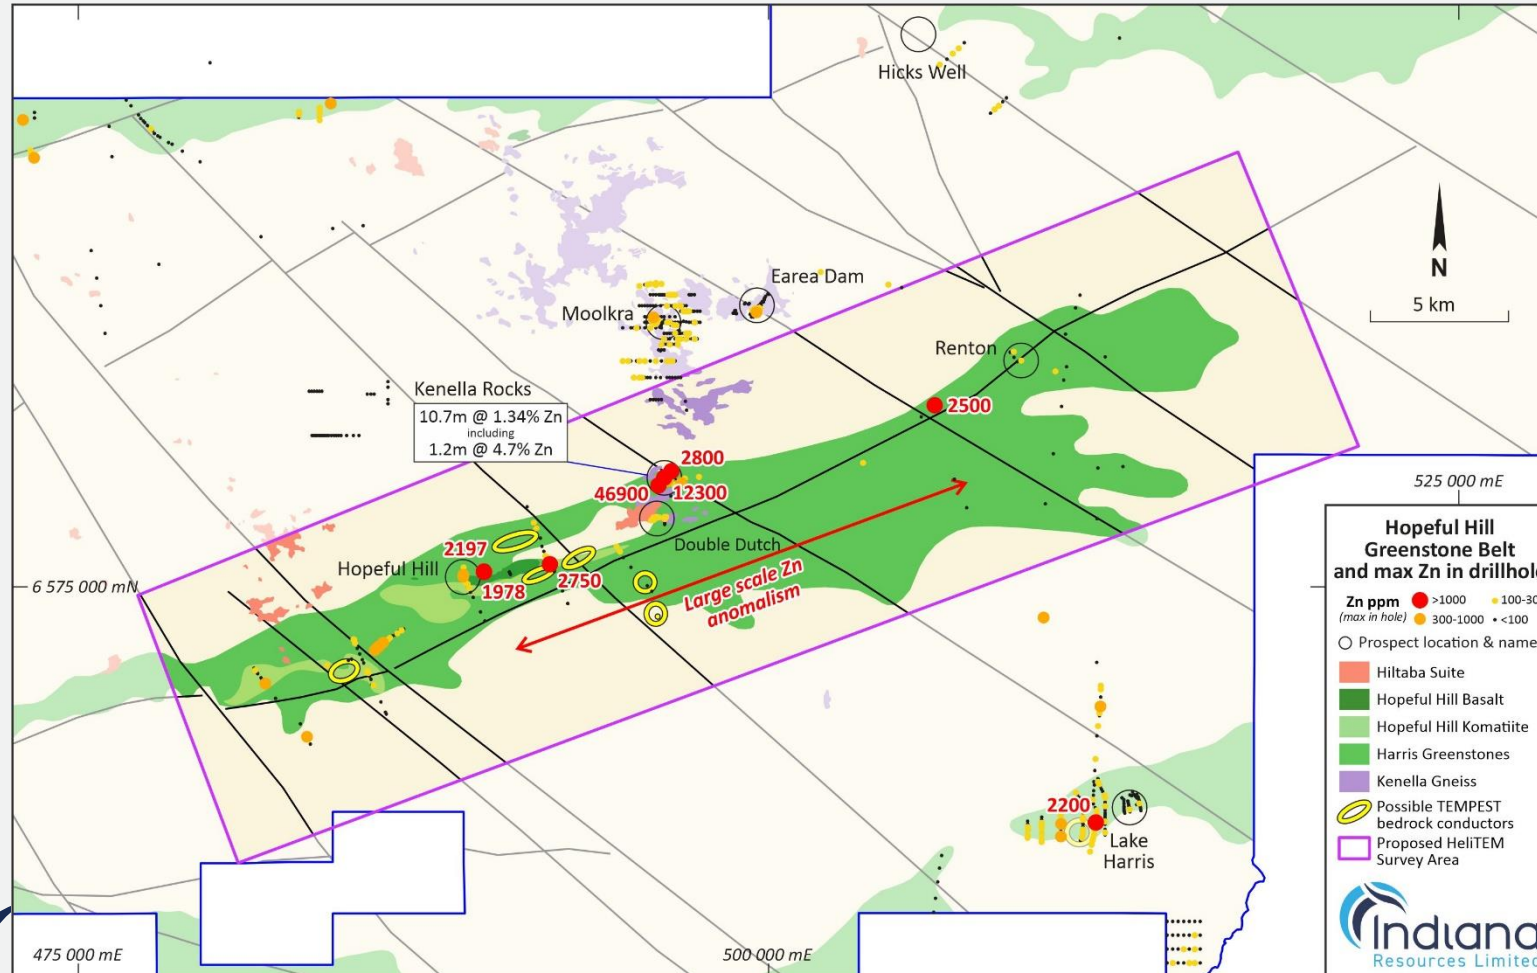 Hicks Well
Earea Dam
Moolkra
N
5 km
Renton
Kenella Rocks
10.7m @ 1.34% Zn
including
1.2m @ 4.7% Zn
2500
2800
46900
12300
525 000 mE
Double Dutch
2197
Hopeful Hill
1978
2750
6 575 000 mN
Large scale Zn
anomalism
2200
Lake
Harris
475 000 mE
500 000 mE
Hopeful Hill
Greenstone Belt
and max Zn in drillhole
Zn ppm
(max in hole)
>1000
100-30
300-1000
<100
Prospect location & name
Hiltaba Suite
Hopeful Hill Basalt
Hopeful Hill Komatiite
Harris Greenstones
Kenella Gneiss
Possible TEMPEST
bedrock conductors
Proposed HeliTEM
Survey Area
Indiana
Resources Limited